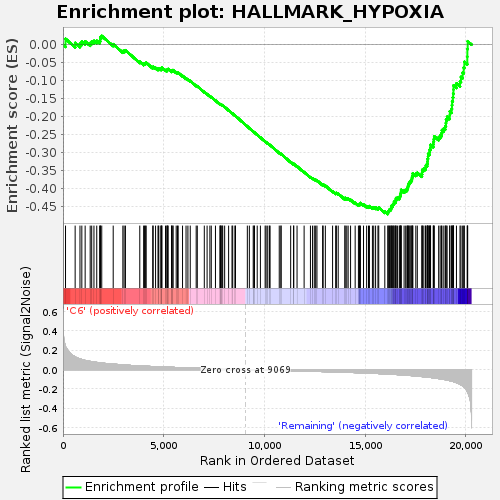 Enrichment plot: HALLMARK_HYPOXIA
Enrichment score (ES)
0.00
-0.05
-0.10
-0.15
-0.20
-0.25
-0.30
-0.35
-0.40
-0.45
'C6' (positively correlated)
Ranked list metric (Signal2Noise)
0.6
0.4
0.2
0.0
-0.2
-0.4
-0.6
Zero cross at 9069
'Remaining' (negatively correlated)
0
5,000
10,000
15,000
20,000
Rank in Ordered Dataset
Enrichment profile
Hits
Ranking metric scores